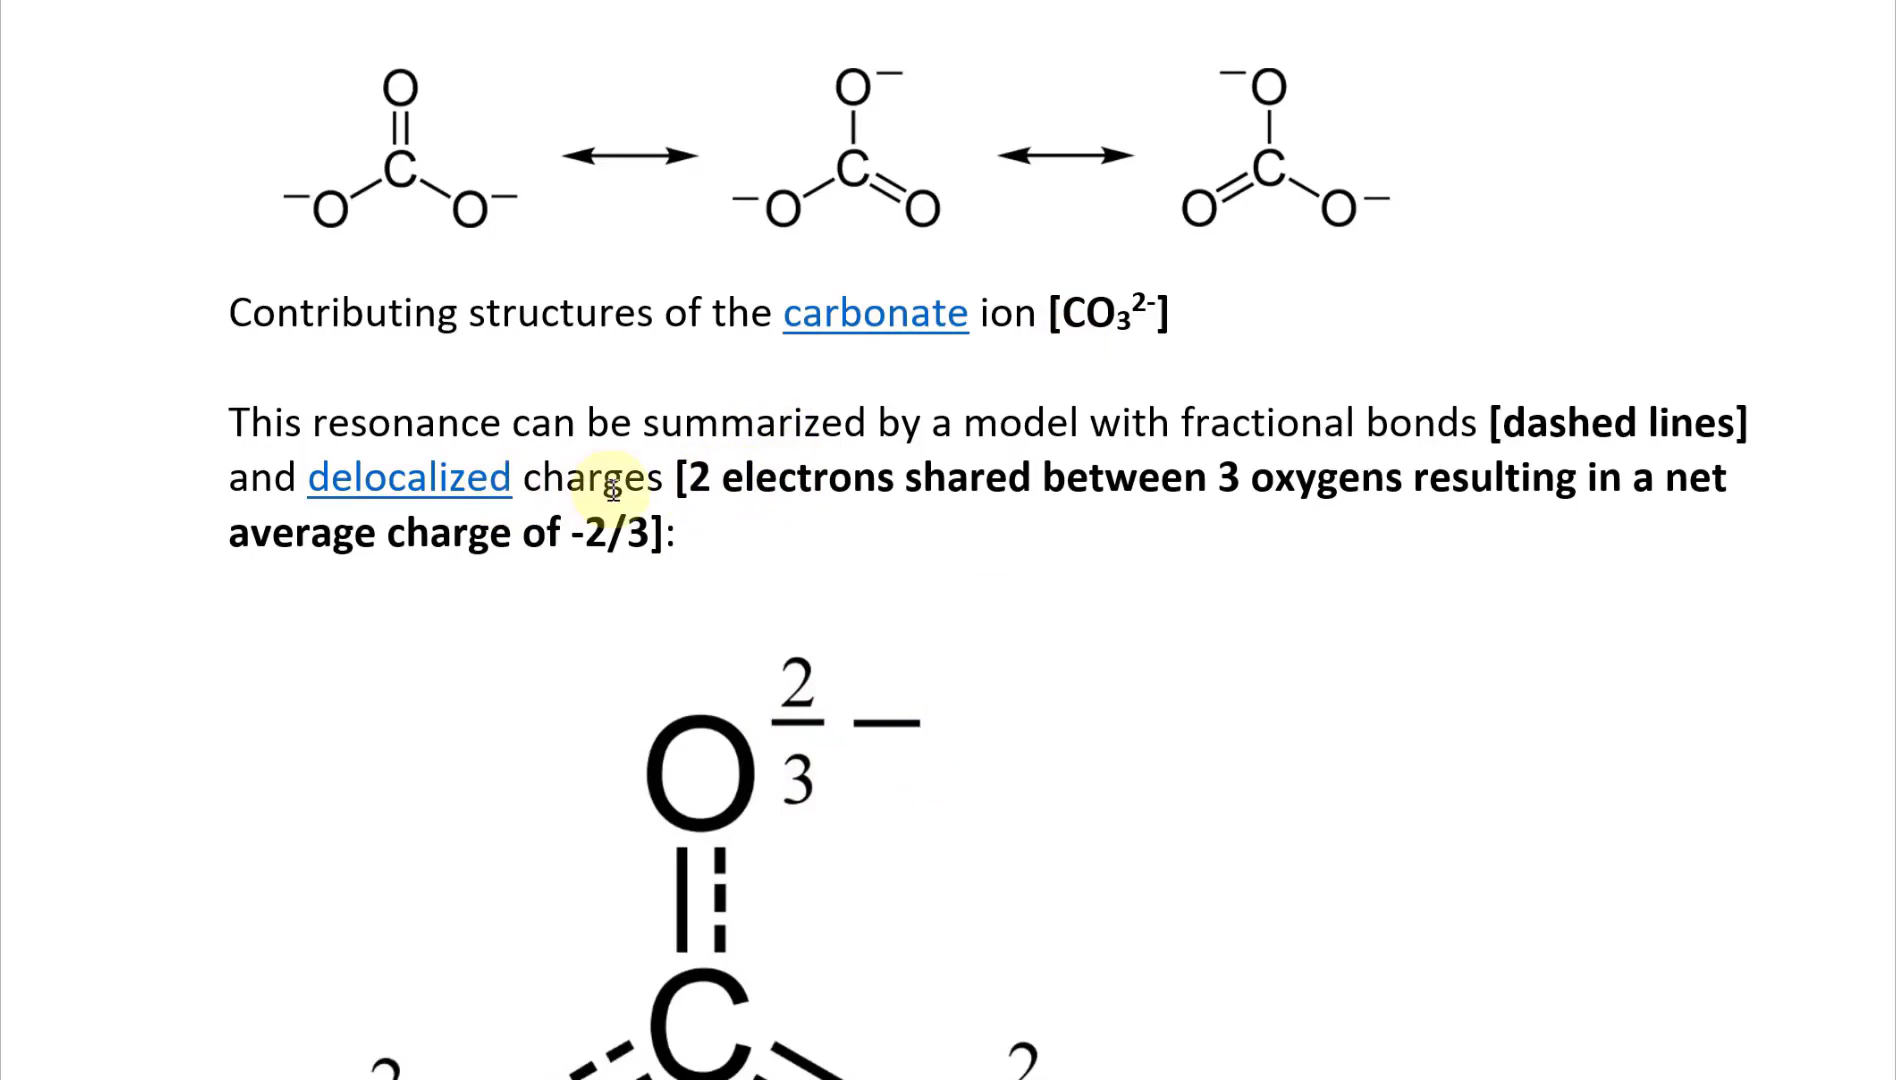 O O⁻ ⁻O
C C C
⁻O O⁻ ⁻O O O O⁻
Contributing structures of the carbonate ion [CO₃²⁻]
This resonance can be summarized by a model with fractional bonds [dashed lines]
and delocalized charges [2 electrons shared between 3 oxygens resulting in a net
average charge of -2/3]:
O 2/3 −
C
2 2